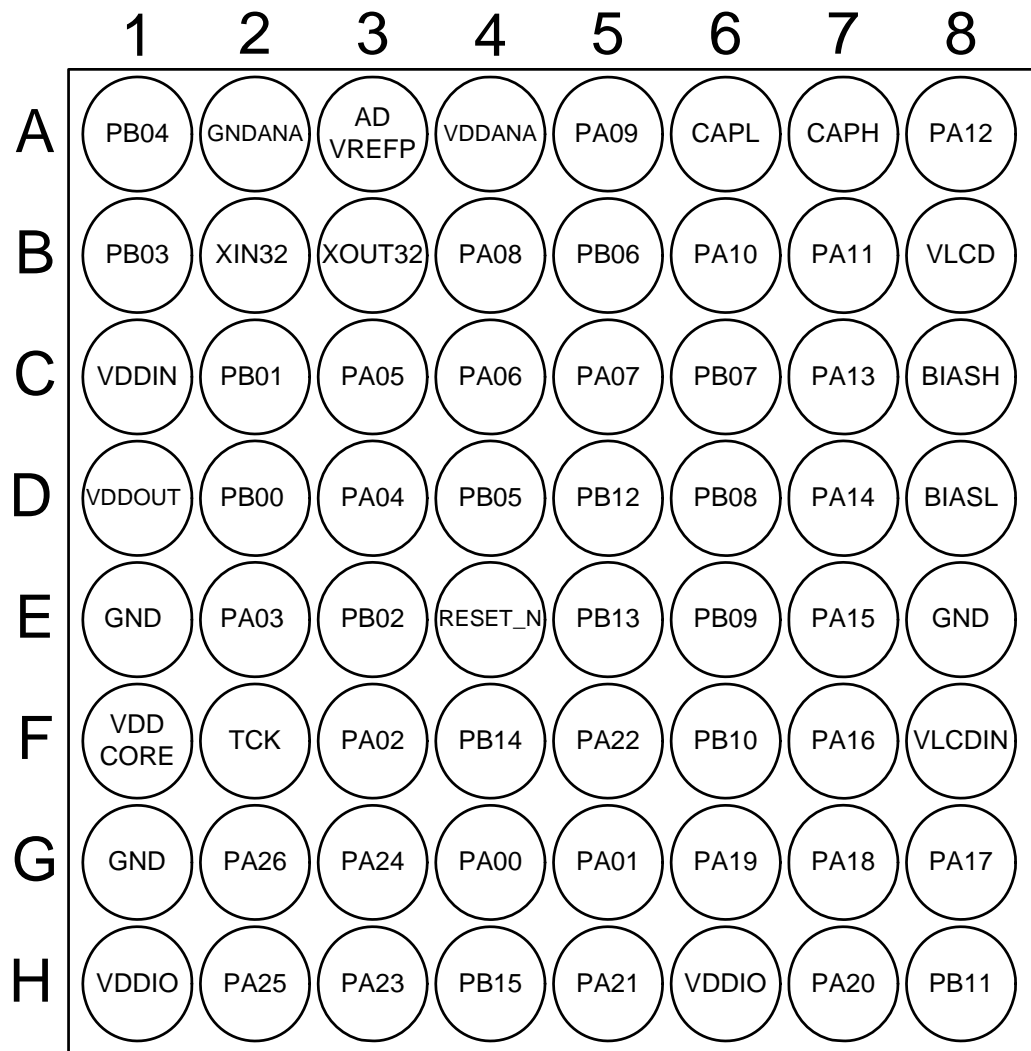 1 2 3 4 5 6 7 8
A PB04 GNDANA AD VREFP VDDANA PA09 CAPL CAPH PA12
B PB03 XIN32 XOUT32 PA08 PB06 PA10 PA11 VLCD
C VDDIN PB01 PA05 PA06 PA07 PB07 PA13 BIASH
D VDDOUT PB00 PA04 PB05 PB12 PB08 PA14 BIASL
E GND PA03 PB02 RESET_N PB13 PB09 PA15 GND
F VDD CORE TCK PA02 PB14 PA22 PB10 PA16 VLCDIN
G GND PA26 PA24 PA00 PA01 PA19 PA18 PA17
H VDDIO PA25 PA23 PB15 PA21 VDDIO PA20 PB11